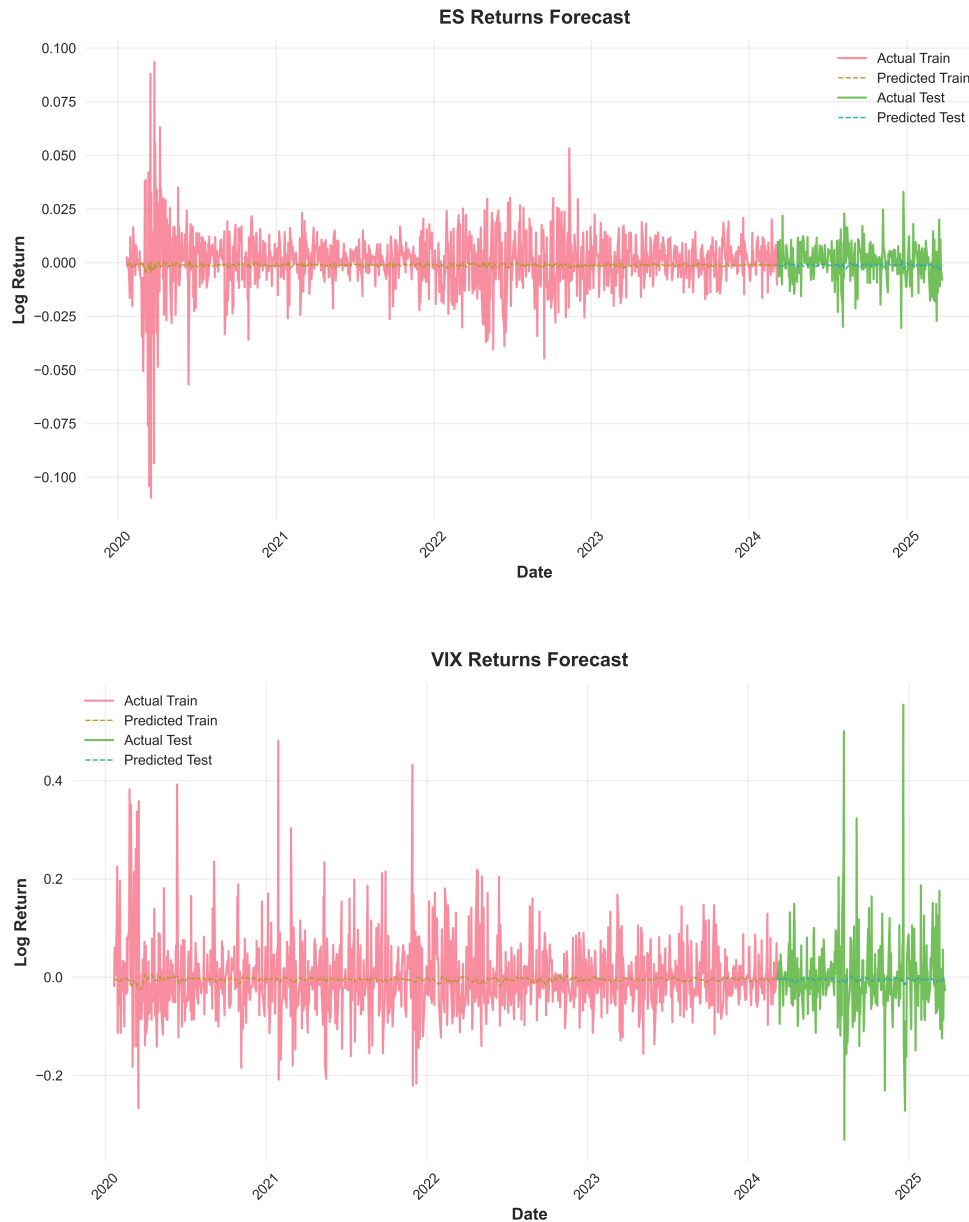 ES Returns Forecast
Actual Train
Predicted Train
Actual Test
Predicted Test
0.100
0.075
0.050
0.025
0.000
−0.025
−0.050
−0.075
−0.100
Log Return
2020
2021
2022
2023
2024
2025
Date
VIX Returns Forecast
Actual Train
Predicted Train
Actual Test
Predicted Test
0.4
0.2
0.0
−0.2
Log Return
2020
2021
2022
2023
2024
2025
Date